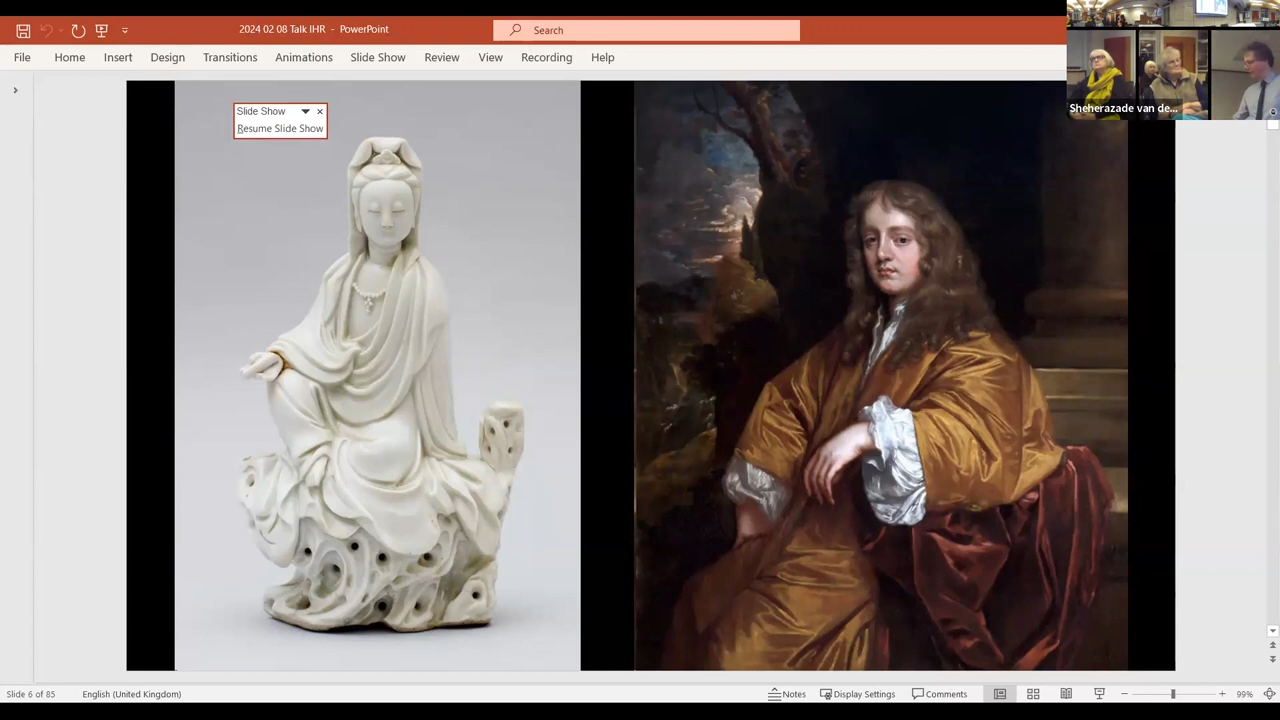 2024 02 08 Talk IHR - PowerPoint
Search
File Home Insert Design Transitions Animations Slide Show Review View Recording Help
Sheherazade van de...
Slide Show
Resume Slide Show
Slide 6 of 85 English (United Kingdom) Notes Display Settings Comments 99%